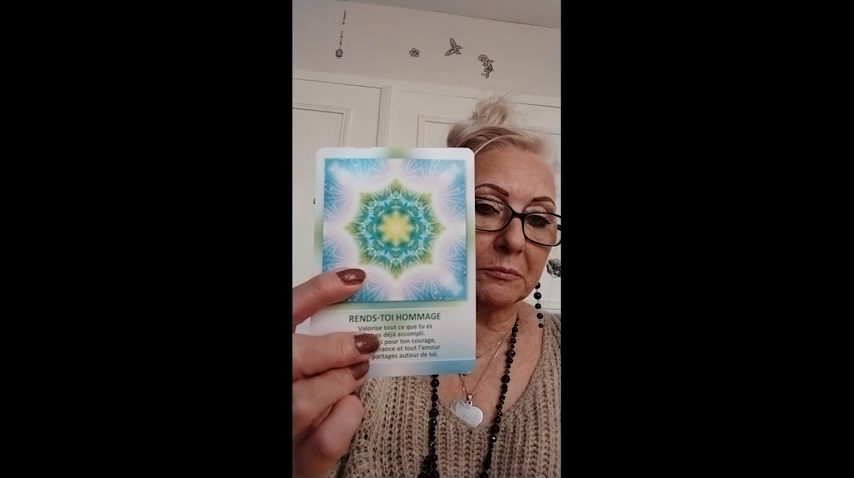 RENDS-TOI HOMMAGE
Valorise tout ce que tu es
as déjà accompli.
pour ton courage,
et tout l'amour
partages autour de toi.